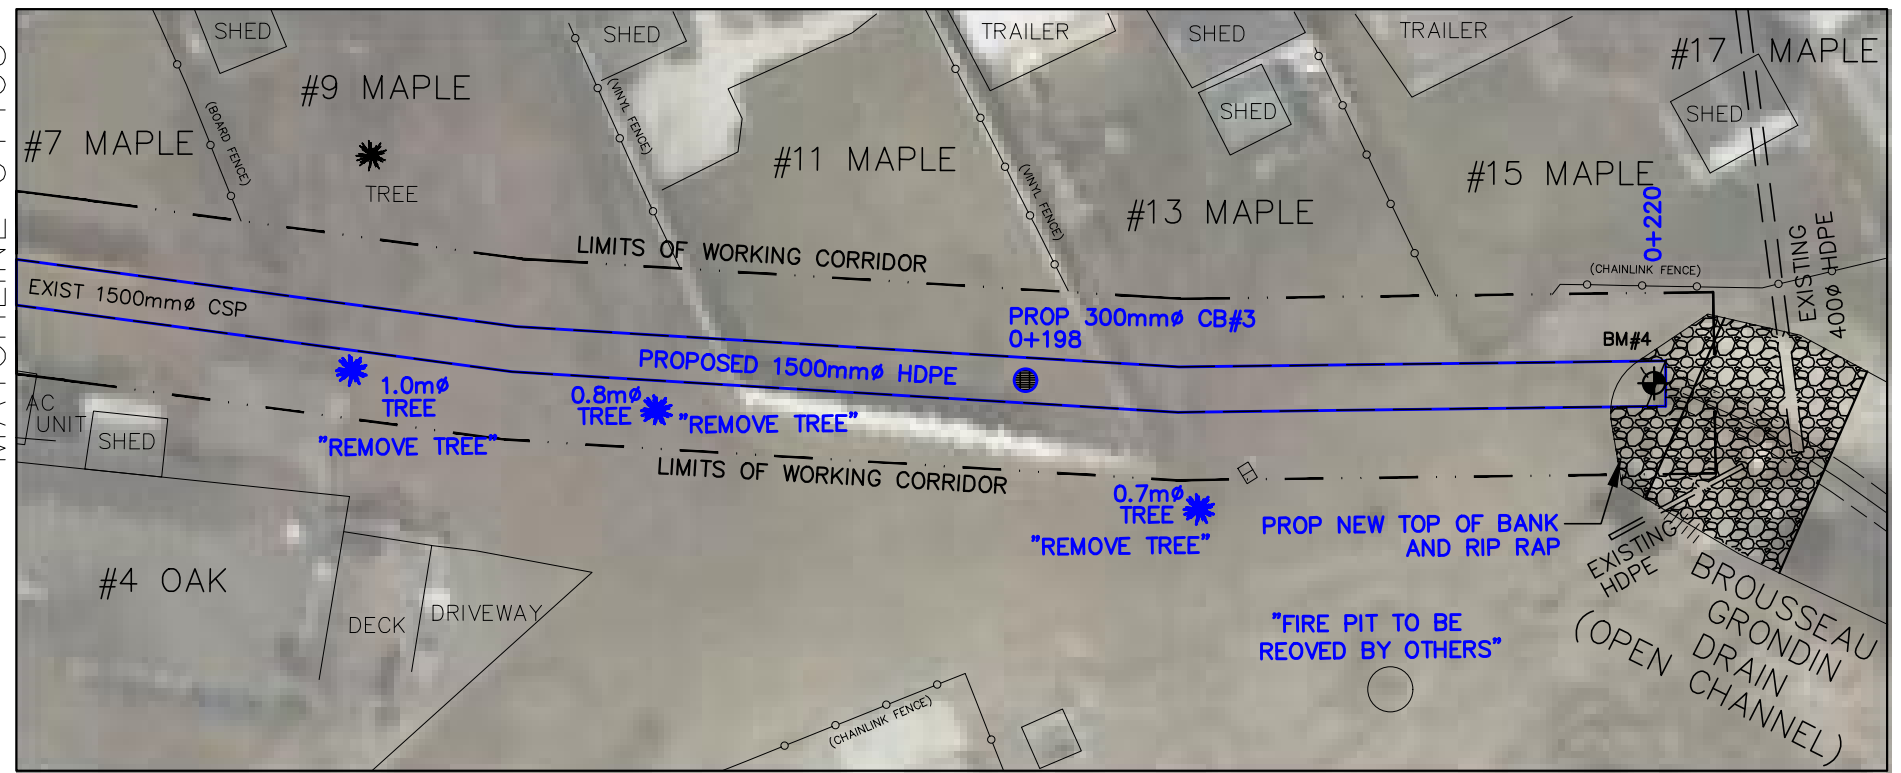 SHED
SHED
TRAILER
SHED
TRAILER
#17 MAPLE
#9 MAPLE
SHED
SHED
(BOARD FENCE)
(VINYL FENCE)
#7 MAPLE
#11 MAPLE
(VINYL FENCE)
#15 MAPLE
TREE
#13 MAPLE
0+220
LIMITS OF WORKING CORRIDOR
(CHAINLINK FENCE)
EXISTING
400ø HDPE
EXIST 1500mmø CSP
PROP 300mmø CB#3
0+198
BM#4
PROPOSED 1500mmø HDPE
1.0mø
TREE
"REMOVE TREE"
0.8mø
TREE
"REMOVE TREE"
AC
UNIT
SHED
LIMITS OF WORKING CORRIDOR
0.7mø
TREE
"REMOVE TREE"
PROP NEW TOP OF BANK
AND RIP RAP
EXISTING
HDPE
#4 OAK
DECK
DRIVEWAY
"FIRE PIT TO BE
REOVED BY OTHERS"
BROUSSEAU
GRONDIN
DRAIN
(OPEN CHANNEL)
(CHAINLINK FENCE)